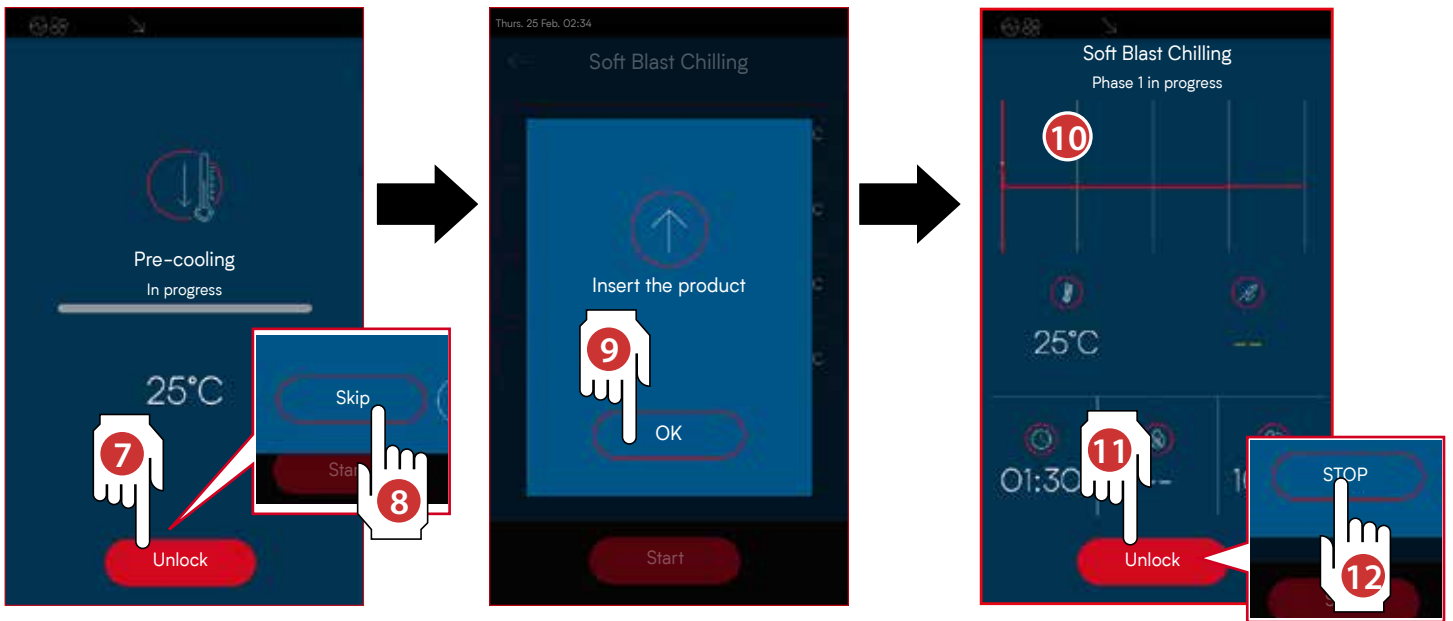 Pre-cooling
In progress
25°C
Skip
7
Star
8
Unlock
Thurs. 25 Feb. 02:34
Soft Blast Chilling
C
C
C
C
Insert the product
9
OK
Start
Soft Blast Chilling
Phase 1 in progress
10
25°C
--
01:30
--
11
STOP
Unlock
12